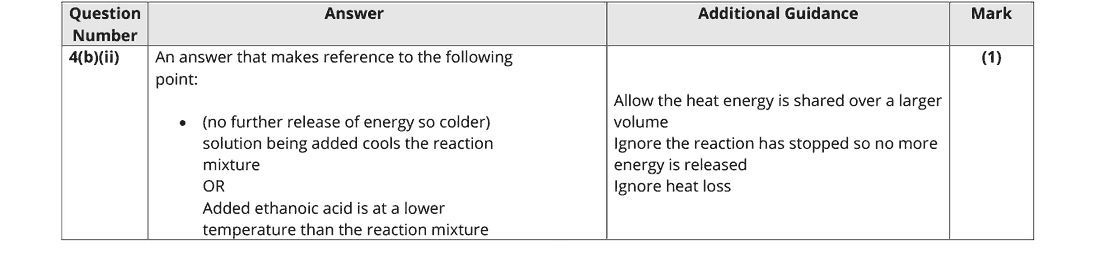 Question Number Answer Additional Guidance Mark
4(b)(ii) An answer that makes reference to the following (1)
point:
Allow the heat energy is shared over a larger
• (no further release of energy so colder) volume
solution being added cools the reaction Ignore the reaction has stopped so no more
mixture energy is released
OR Ignore heat loss
Added ethanoic acid is at a lower
temperature than the reaction mixture